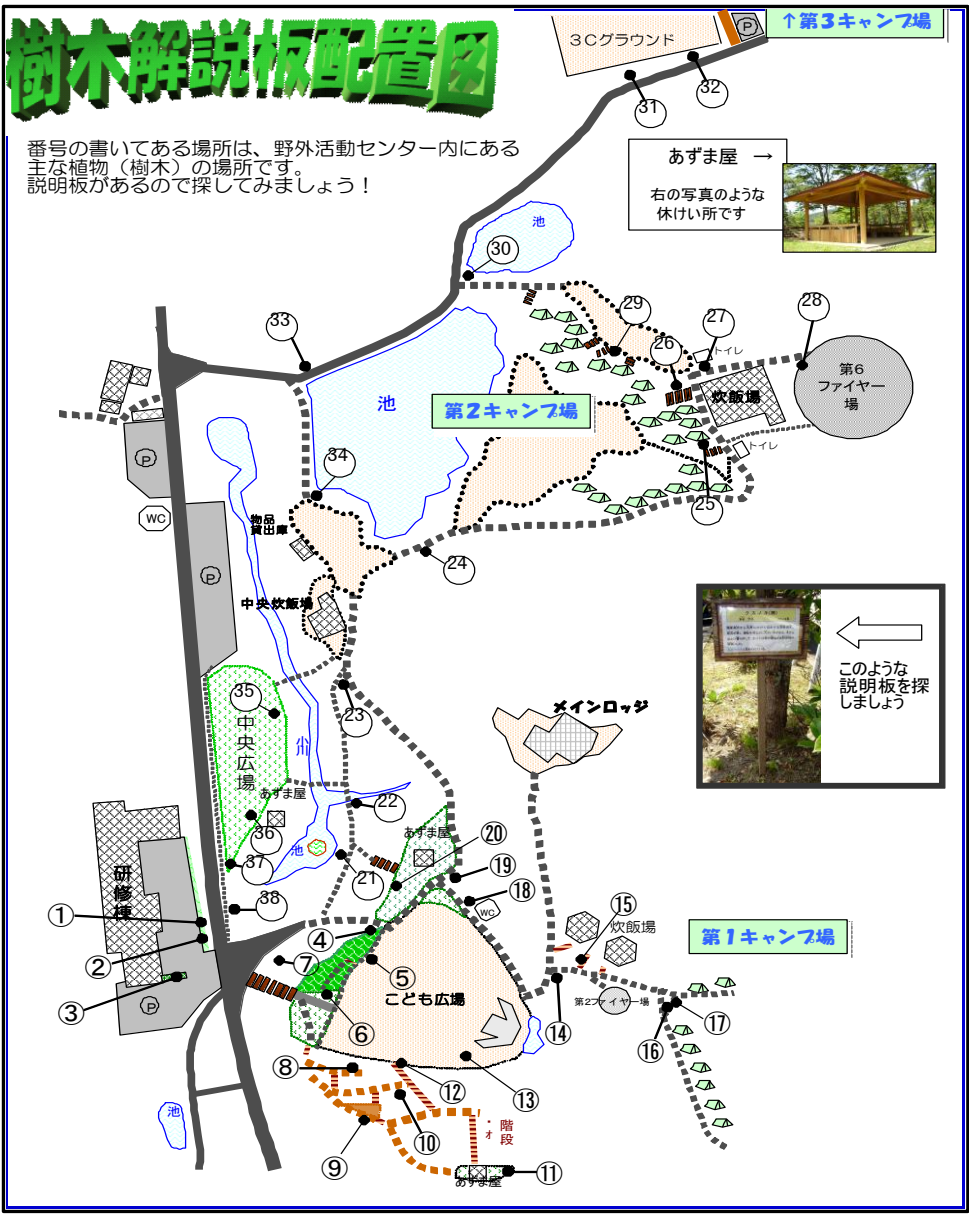 樹木解説板配置図
番号の書いてある場所は、野外活動センター内にある
主な植物（樹木）の場所です。
説明板があるので探してみましょう！
3Cグラウンド
P
↑第3キャンプ場
32
31
あずま屋 →
右の写真のような
休けい所です
池
30
33
29
26
27
28
トイレ
第6
ファイヤー
場
炊飯場
池
第2キャンプ場
トイレ
25
P
34
WC
物品
貸出庫
24
P
中央炊飯場
このような
説明板を探
しましょう
35
中央広場
小川
23
メインロッジ
あずま屋
36
22
池
あずま屋
⑳
37
21
⑲
研修棟
38
⑱
WC
⑮
炊飯場
第1キャンプ場
①
②
④
⑦
⑤
こども広場
③
P
⑥
第2ファイヤー場
⑭
⑯
⑰
⑧
⑫
⑬
池
⑩
階段
⑨
⑪
あずま屋